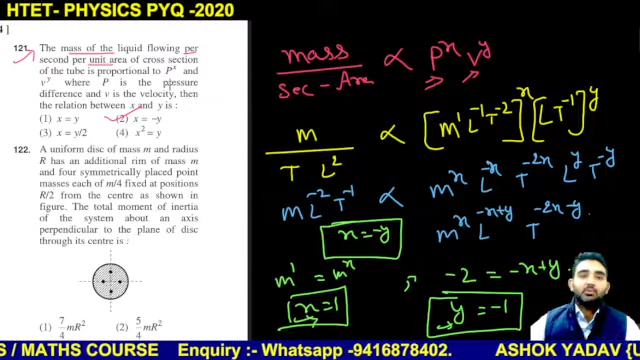 HTET- PHYSICS PYQ -2020
121. The mass of the liquid flowing per
second per unit area of cross section
of the tube is proportional to P^x and
v^y where P is the pressure
difference and v is the velocity, then
the relation between x and y is :
(1) x = y (2) x = -y
(3) x = y/2 (4) x² = y
122. A uniform disc of mass m and radius
R has an additional rim of mass m and
four symmetrically placed point
masses each of m/4 fixed at positions
R/2 from the centre as shown in
figure. The total moment of inertia
of the system about an axis
perpendicular to the plane of disc
through its centre is :
(1) 7/4 mR² (2) 5/4 mR²
mass / sec - Area ∝ P^x v^y
m / T L² ∝ [m¹ L⁻¹ T⁻²]^x [L T⁻¹]^y
m L⁻² T⁻¹ ∝ m^x L^-x T^-2x L^y T^-y
m^x L^-x+y T^-2x-y
x = -y
m¹ = m^x , -2 = -x+y
x = 1 y = -1
S / MATHS COURSE Enquiry :- Whatsapp -9416878402. ASHOK YADAV